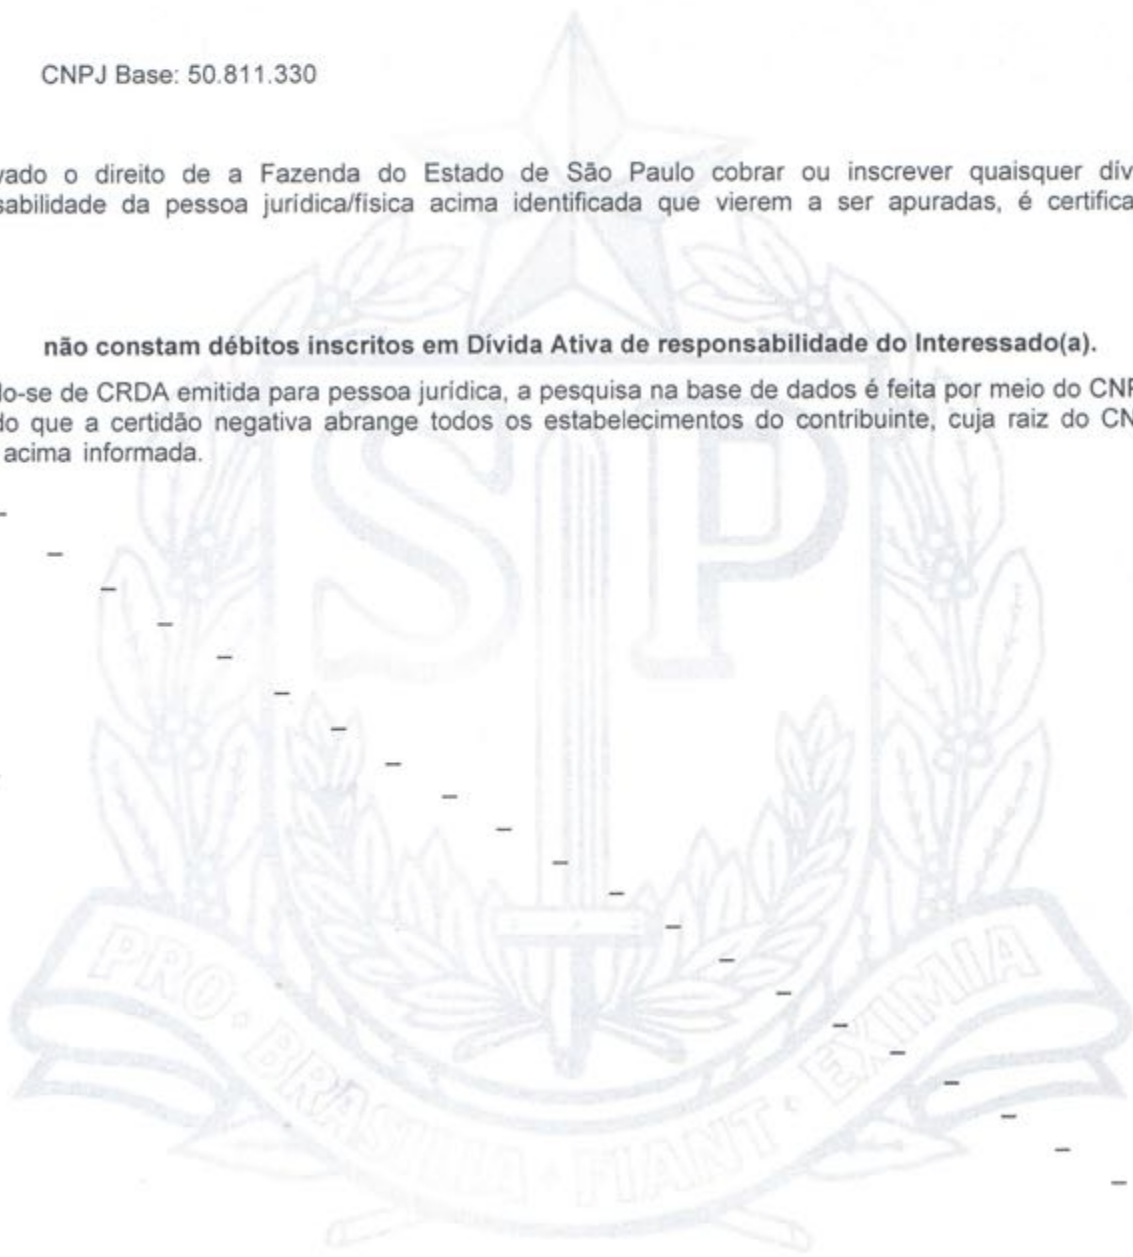 CNPJ Base: 50.811.330
vado o direito de a Fazenda do Estado de São Paulo cobrar ou inscrever quaisquer dív
sabilidade da pessoa jurídica/física acima identificada que vierem a ser apuradas, é certifica
não constam débitos inscritos em Dívida Ativa de responsabilidade do Interessado(a).
do-se de CRDA emitida para pessoa jurídica, a pesquisa na base de dados é feita por meio do CNP
do que a certidão negativa abrange todos os estabelecimentos do contribuinte, cuja raiz do CN
acima informada.
SP
PRO · BRASILIA · FIANT · EXIMIA